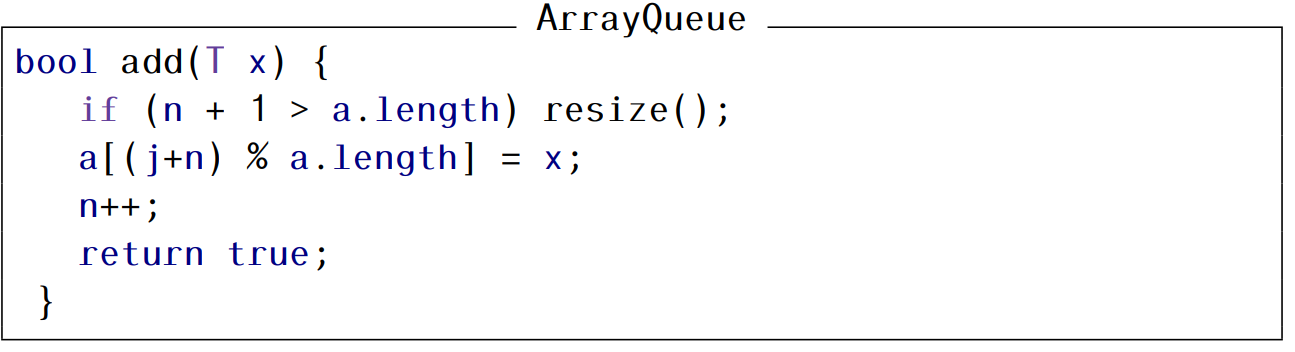 ArrayQueue
bool add(T x) {
   if (n + 1 > a.length) resize();
   a[(j+n) % a.length] = x;
   n++;
   return true;
 }